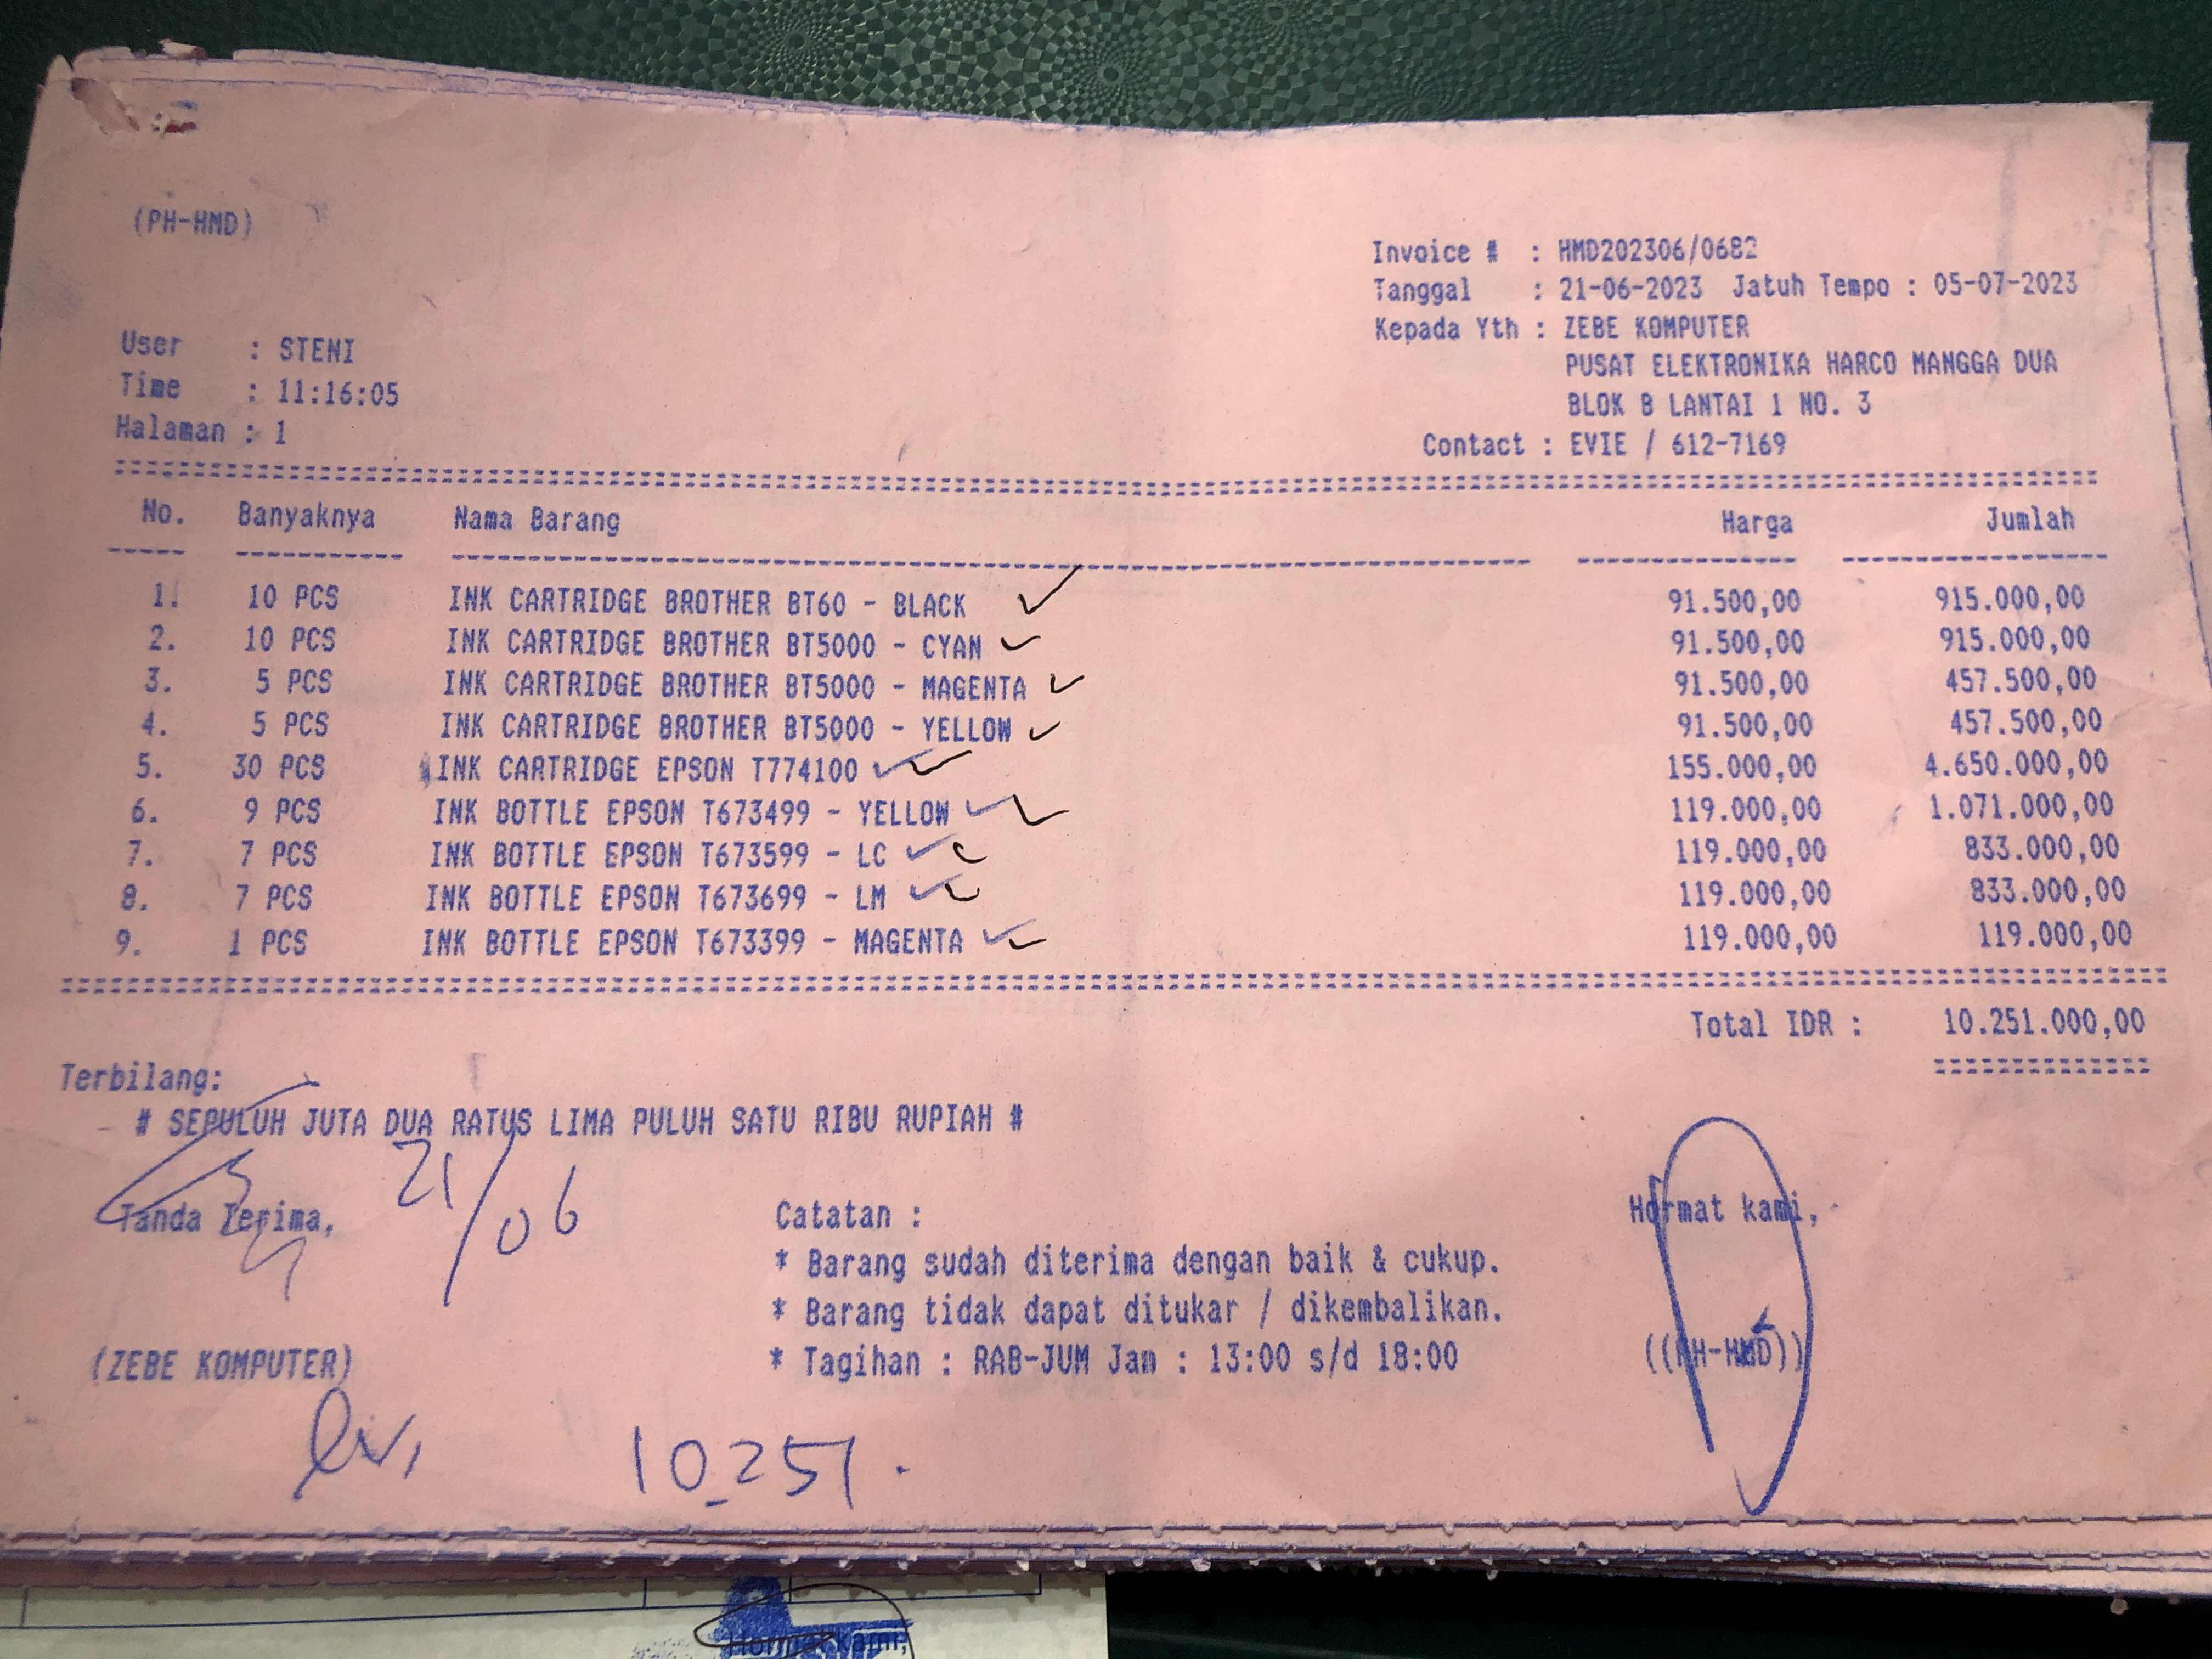 (PH-HMD)
Invoice # : HMD202306/0682
Tanggal : 21-06-2023 Jatuh Tempo : 05-07-2023
Kepada Yth : ZEBE KOMPUTER
PUSAT ELEKTRONIKA HARCO MANGGA DUA
BLOK B LANTAI 1 NO. 3
Contact : EVIE / 612-7169
User : STENI
Time : 11:16:05
Halaman : 1
No. Banyaknya Nama Barang Harga Jumlah
1. 10 PCS INK CARTRIDGE BROTHER BT60 - BLACK 91.500,00 915.000,00
2. 10 PCS INK CARTRIDGE BROTHER BT5000 - CYAN 91.500,00 915.000,00
3. 5 PCS INK CARTRIDGE BROTHER BT5000 - MAGENTA 91.500,00 457.500,00
4. 5 PCS INK CARTRIDGE BROTHER BT5000 - YELLOW 91.500,00 457.500,00
5. 30 PCS INK CARTRIDGE EPSON T774100 155.000,00 4.650.000,00
6. 9 PCS INK BOTTLE EPSON T673499 - YELLOW 119.000,00 1.071.000,00
7. 7 PCS INK BOTTLE EPSON T673599 - LC 119.000,00 833.000,00
8. 7 PCS INK BOTTLE EPSON T673699 - LM 119.000,00 833.000,00
9. 1 PCS INK BOTTLE EPSON T673399 - MAGENTA 119.000,00 119.000,00
Total IDR : 10.251.000,00
Terbilang:
# SEPULUH JUTA DUA RATUS LIMA PULUH SATU RIBU RUPIAH #
21/06
Tanda Terima,
(ZEBE KOMPUTER)
Catatan :
* Barang sudah diterima dengan baik & cukup.
* Barang tidak dapat ditukar / dikembalikan.
* Tagihan : RAB-JUM Jam : 13:00 s/d 18:00
Hormat kami,
((PH-HMD))
10.251.
Hormat kami,